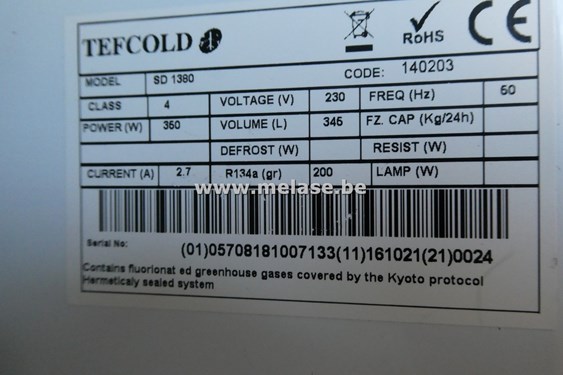 TEFCOLD RoHS CE
MODEL SD 1380 CODE: 140203
CLASS 4 VOLTAGE (V) 230 FREQ (Hz) 50
POWER (W) 350 VOLUME (L) 345 FZ. CAP (Kg/24h)
DEFROST (W) RESIST (W)
CURRENT (A) 2.7 R134a (gr) 200 LAMP (W)
www.melase.be
Serial No: (01)05708181007133(11)161021(21)0024
Contains fluorionat ed greenhouse gases covered by the Kyoto protocol
Hermeticaly sealed system